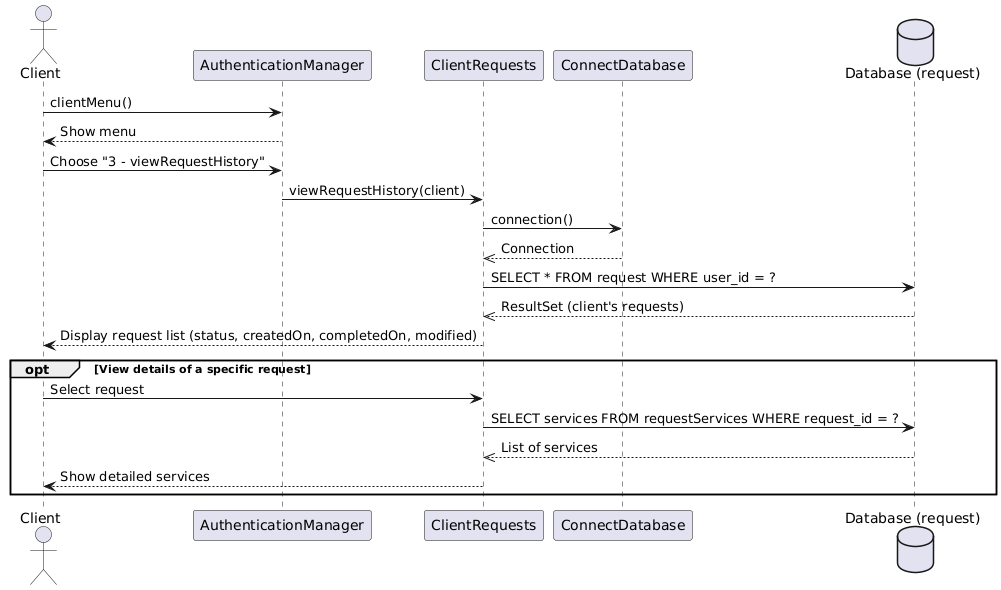 Client
AuthenticationManager
ClientRequests
ConnectDatabase
Database (request)
clientMenu()
Show menu
Choose "3 - viewRequestHistory"
viewRequestHistory(client)
connection()
Connection
SELECT * FROM request WHERE user_id = ?
ResultSet (client's requests)
Display request list (status, createdOn, completedOn, modified)
opt [View details of a specific request]
Select request
SELECT services FROM requestServices WHERE request_id = ?
List of services
Show detailed services
Client
AuthenticationManager
ClientRequests
ConnectDatabase
Database (request)